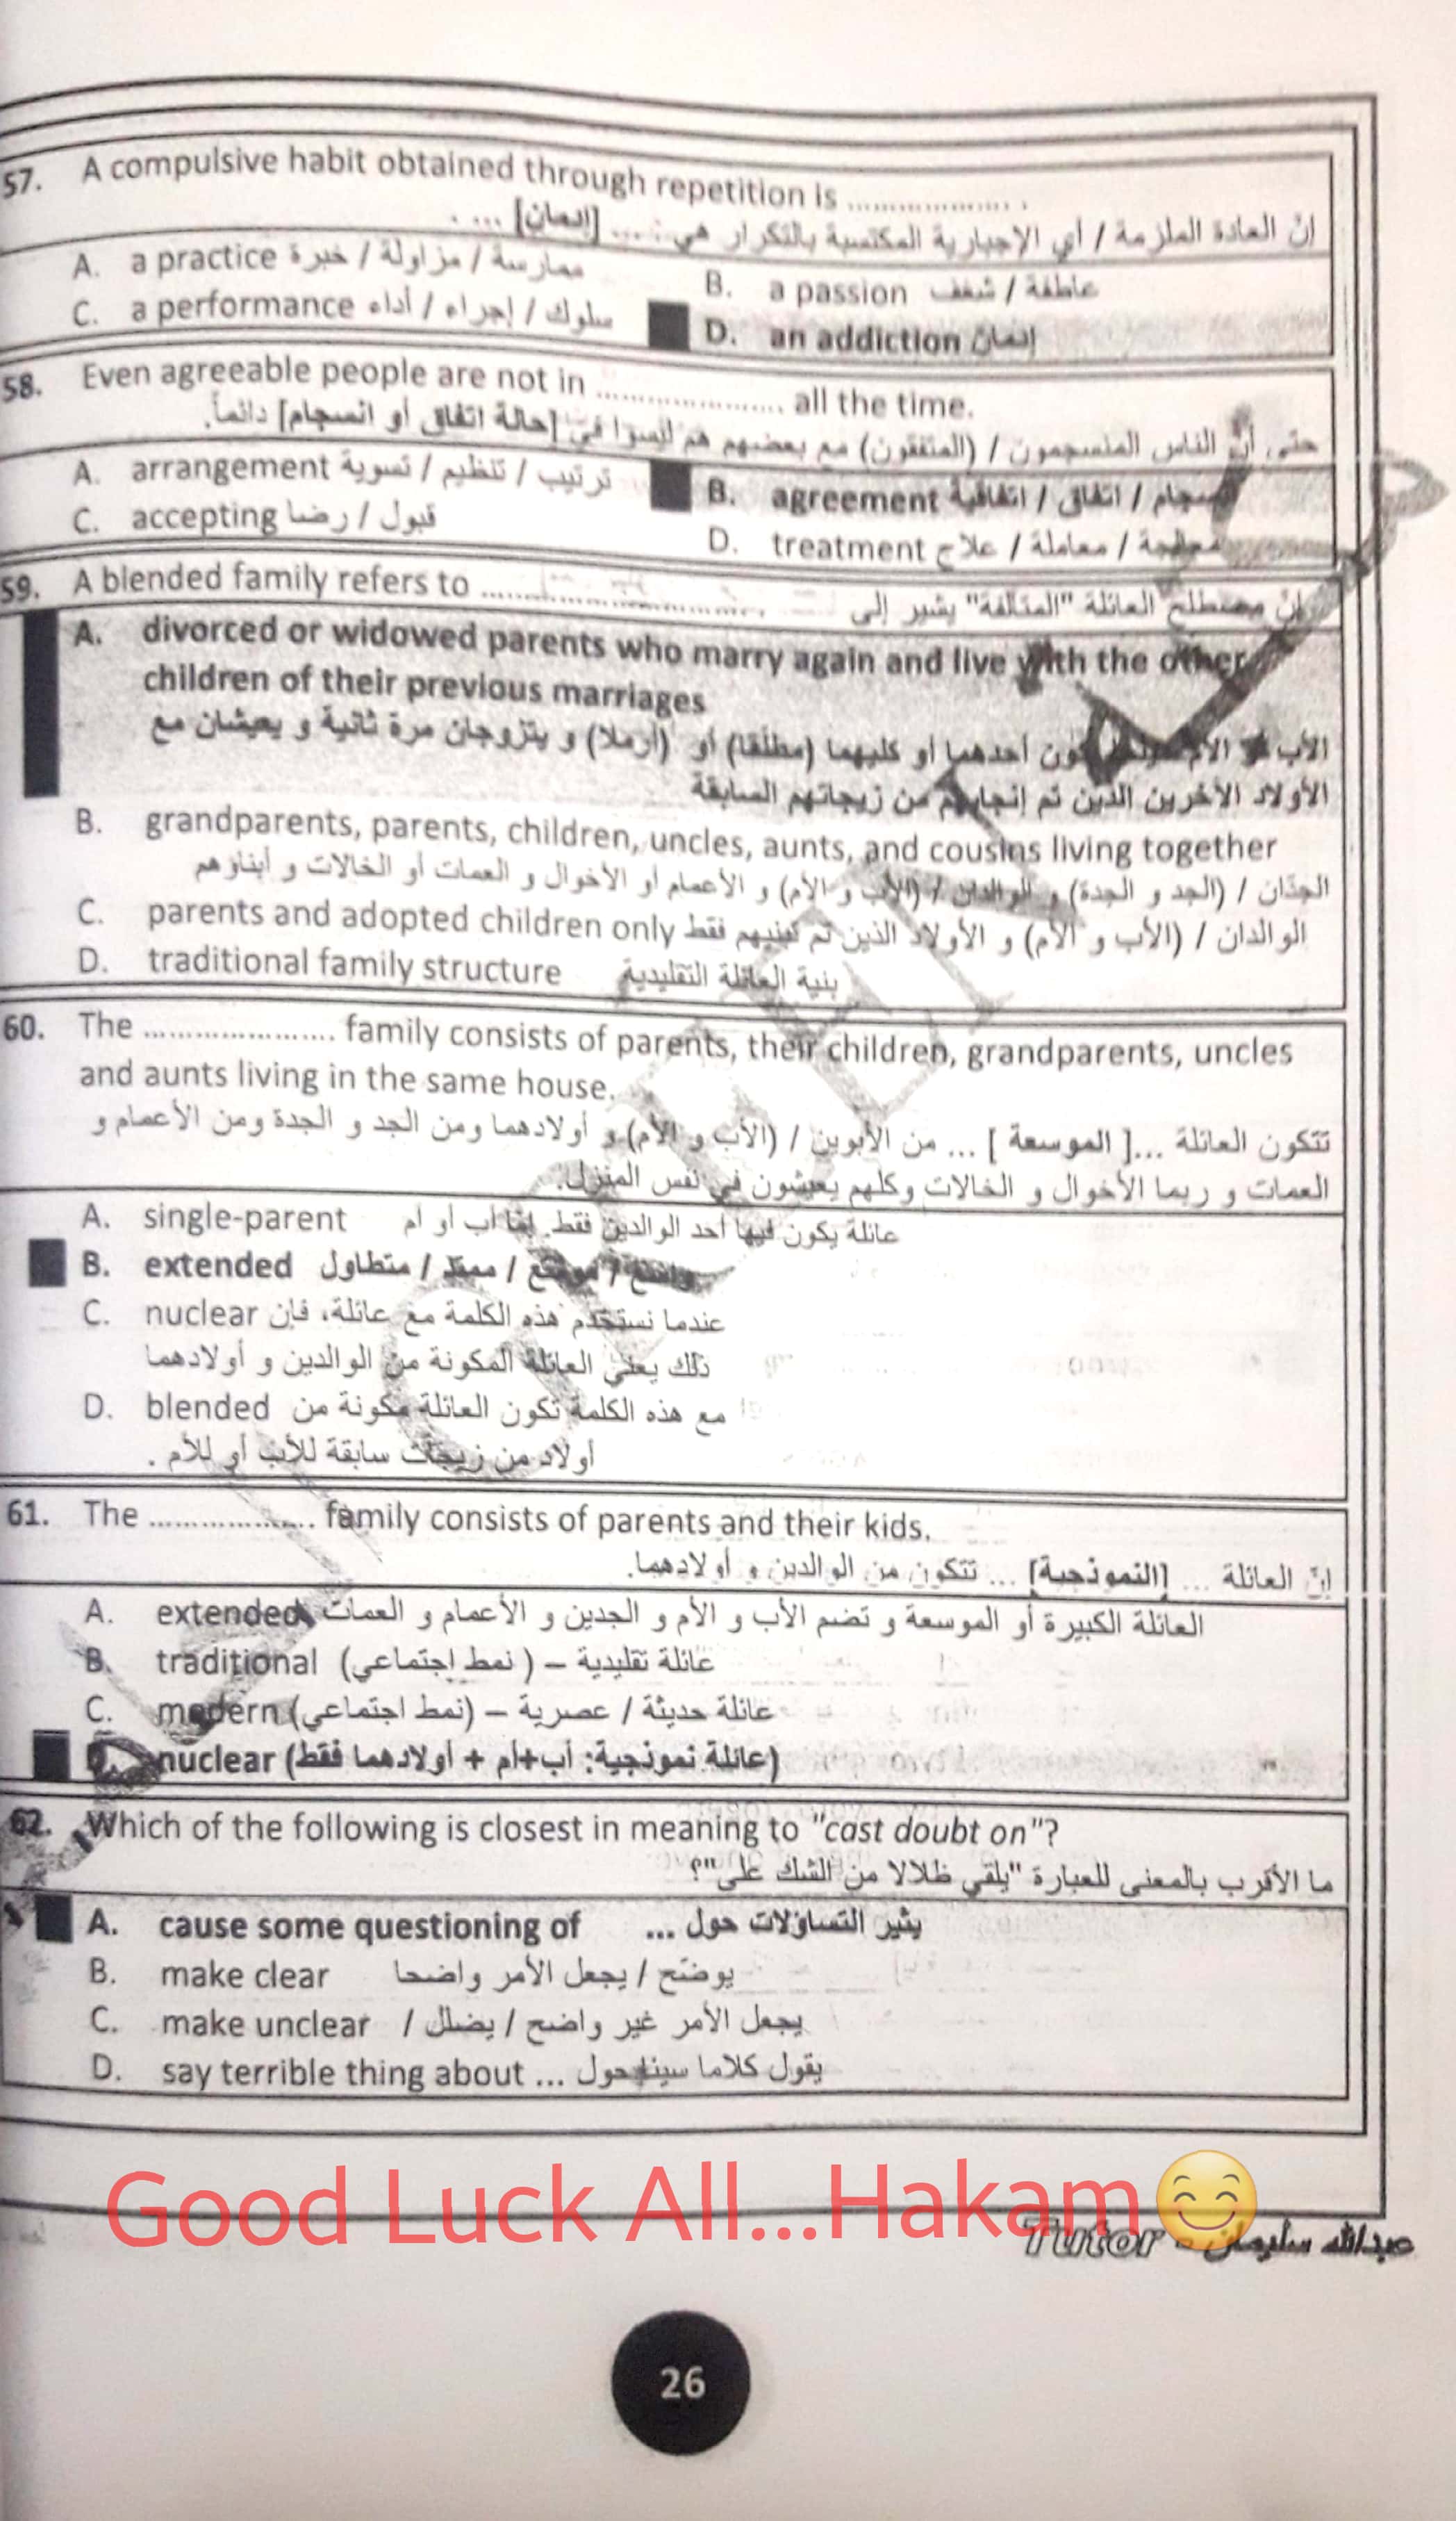 57. A compulsive habit obtained through repetition is .................. .
إنّ العادة الملزمة / أي الإجبارية المكتسبة بالتكرار هي : ... [إدمان] ... .
A. a practice ممارسة / مزاولة / خبرة
B. a passion عاطفة / شغف
C. a performance سلوك / إجراء / أداء
D. an addiction إدمان
58. Even agreeable people are not in ..................... all the time.
حتى أنّ الناس المنسجمون / (المتفقون) مع بعضهم هم ليسوا في [حالة اتفاق أو انسجام] دائماً.
A. arrangement ترتيب / تنظيم / تسوية
B. agreement انسجام / اتفاق / اتفاقية
C. accepting قبول / رضا
D. treatment معالجة / معاملة / علاج
59. A blended family refers to ................................ .
إنّ مصطلح العائلة "المتآلفة" يشير إلى
A. divorced or widowed parents who marry again and live with the other
children of their previous marriages
الأب الأم أحدهما أو كليهما (مطلقا) أو (أرملا) و يتزوجان مرة ثانية و يعيشان مع
الأولاد الآخرين الذين تم إنجابهم من زيجاتهم السابقة
B. grandparents, parents, children, uncles, aunts, and cousins living together
الجدّان / (الجد و الجدة) و الوالدان / (الأب و الأم) و الأعمام أو الأخوال و العمات أو الخالات و أبناؤهم
C. parents and adopted children only الوالدان / (الأب و الأم) و الأولاد الذين تم تبنيهم فقط
D. traditional family structure بنية العائلة التقليدية
60. The ..................... family consists of parents, their children, grandparents, uncles
and aunts living in the same house.
تتكون العائلة ...[ الموسعة ] ... من الأبوين / (الأب و الأم) و أولادهما ومن الجد و الجدة ومن الأعمام و
العمات و ربما الأخوال و الخالات وكلهم يعيشون في نفس المنزل.
A. single-parent عائلة يكون فيها أحد الوالدين فقط إما أب أو أم
B. extended واسع / موسّع / ممتد / متطاول
C. nuclear عندما نستخدم هذه الكلمة مع عائلة، فإن
ذلك يعني العائلة المكونة من الوالدين و أولادهما
D. blended مع هذه الكلمة تكون العائلة مكونة من
أولاد من زيجات سابقة للأب أو للأم .
61. The ................... family consists of parents and their kids.
إنّ العائلة ... [النموذجية] ... تتكون من الوالدين و أولادهما.
A. extended العائلة الكبيرة أو الموسعة و تضم الأب و الأم و الجدين و الأعمام و العمات
B. traditional عائلة تقليدية – ( نمط اجتماعي)
C. modern عائلة حديثة / عصرية – (نمط اجتماعي)
D. nuclear (عائلة نموذجية: أب+أم + أولادهما فقط)
62. Which of the following is closest in meaning to "cast doubt on"?
ما الأقرب بالمعنى للعبارة "يلقي ظلالا من الشك على"؟
A. cause some questioning of يثير التساؤلات حول ...
B. make clear يوضّح / يجعل الأمر واضحا
C. make unclear يجعل الأمر غير واضح / يضلل /
D. say terrible thing about ... يقول كلاما سيئا حول
Good Luck All...Hakam😊
Tutor - عبدالله سليمان
26